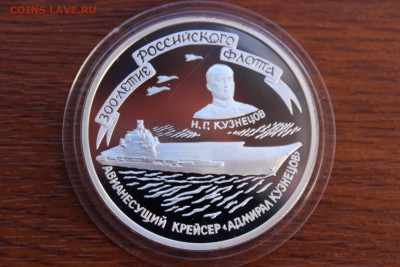 COINS.LAVE.RU
300-ЛЕТИЕ РОССИЙСКОГО ФЛОТА
Н.Г. КУЗНЕЦОВ
АВИАНЕСУЩИЙ КРЕЙСЕР «АДМИРАЛ КУЗНЕЦОВ»